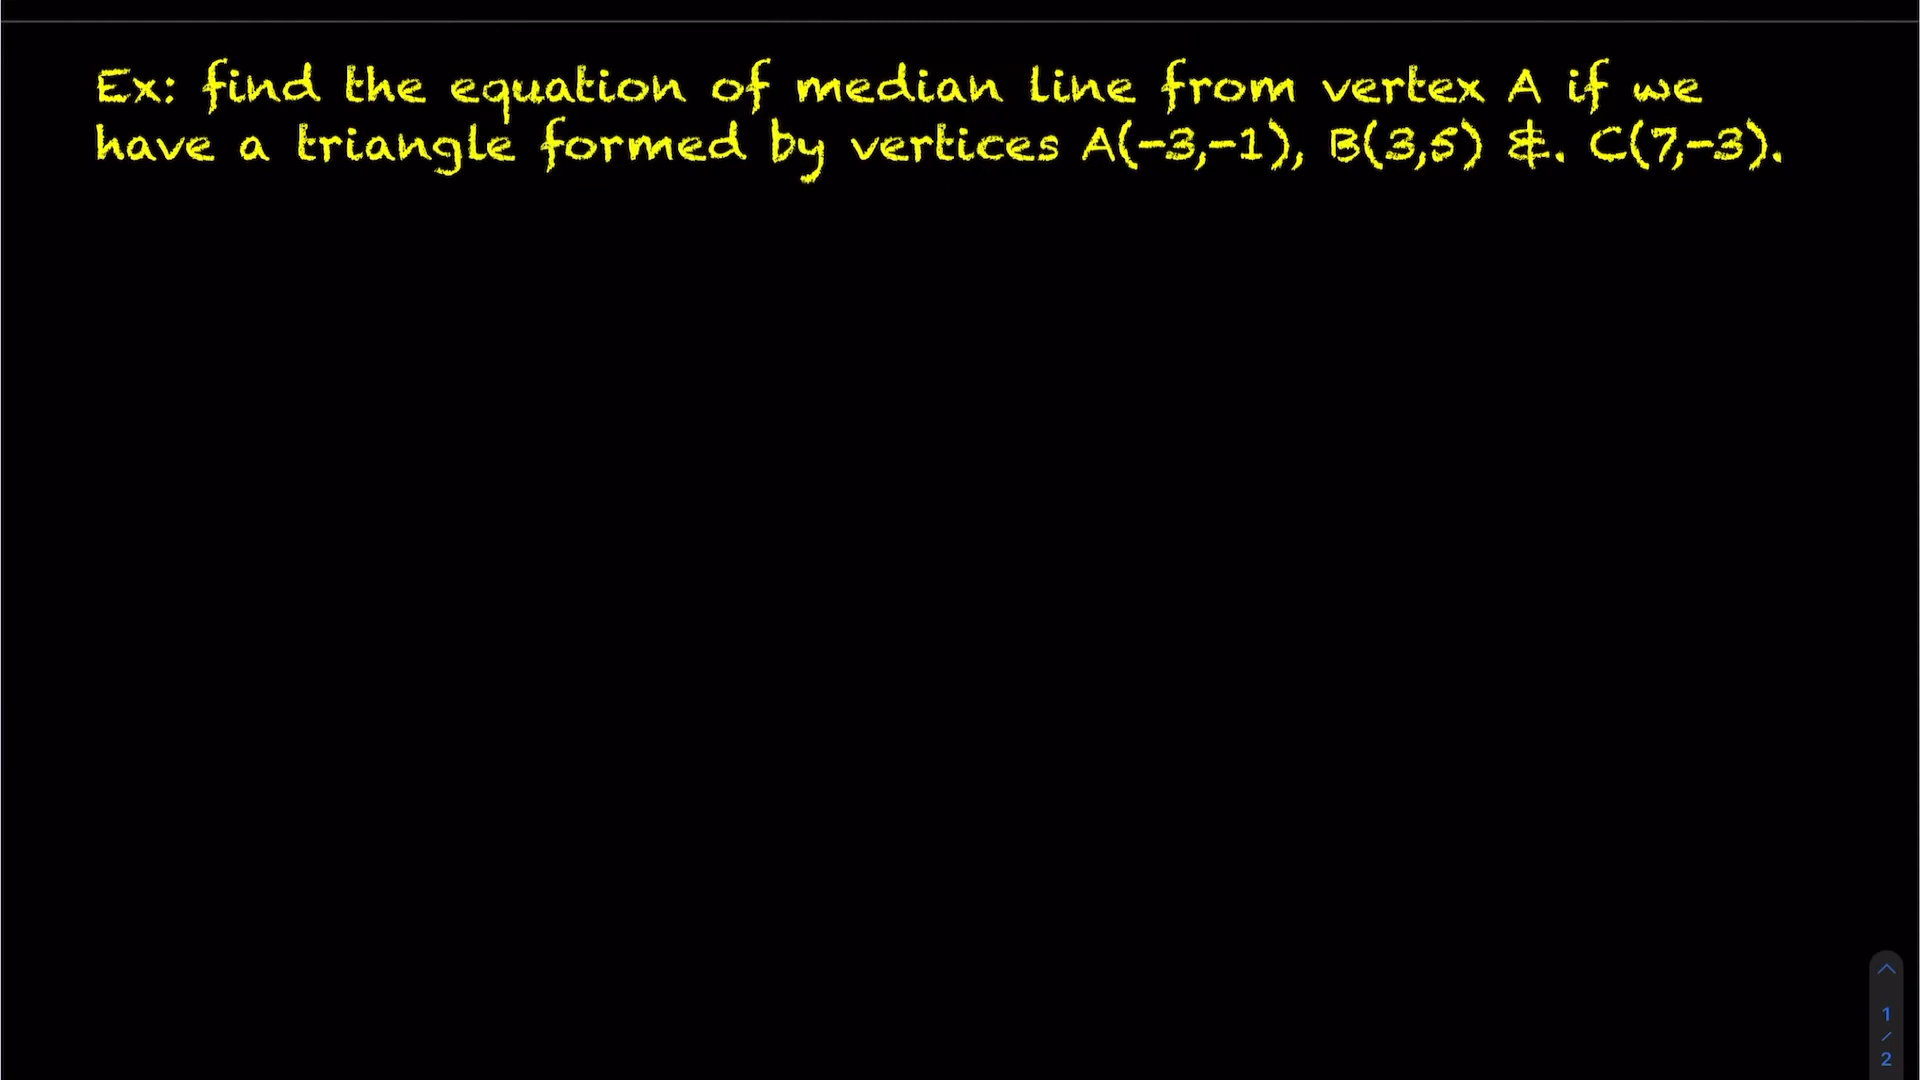 Ex: find the equation of median line from vertex A if we
have a triangle formed by vertices A(-3,-1), B(3,5) &. C(7,-3).
1
/
2